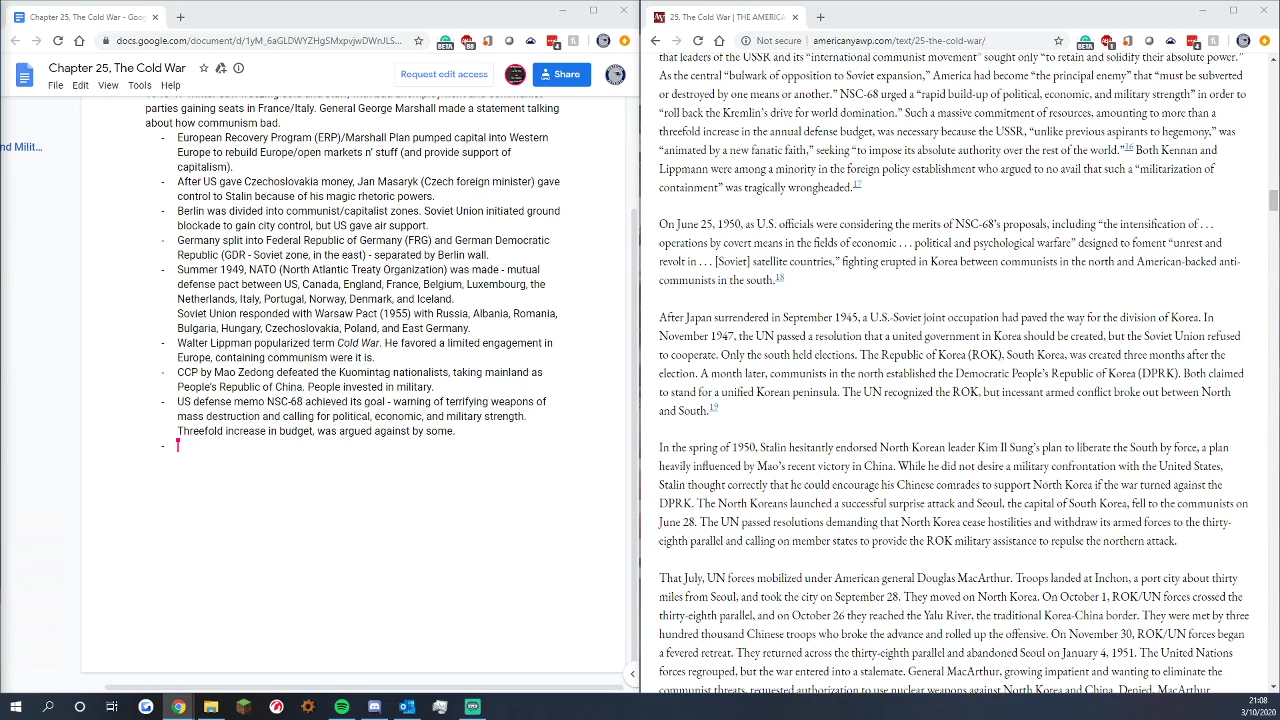 Chapter 25, The Cold War - Goog
docs.google.com/document/d/1yM_6aGLDWYZHgSMxpvjwDWnJLS...
Chapter 25, The Cold War
File Edit View Tools Help
Request edit access
Share
nd Milit...
parties gaining seats in France/Italy. General George Marshall made a statement talking
about how communism bad.
- European Recovery Program (ERP)/Marshall Plan pumped capital into Western
Europe to rebuild Europe/open markets n' stuff (and provide support of
capitalism).
- After US gave Czechoslovakia money, Jan Masaryk (Czech foreign minister) gave
control to Stalin because of his magic rhetoric powers.
- Berlin was divided into communist/capitalist zones. Soviet Union initiated ground
blockade to gain city control, but US gave air support.
- Germany split into Federal Republic of Germany (FRG) and German Democratic
Republic (GDR - Soviet zone, in the east) - separated by Berlin wall.
- Summer 1949, NATO (North Atlantic Treaty Organization) was made - mutual
defense pact between US, Canada, England, France, Belgium, Luxembourg, the
Netherlands, Italy, Portugal, Norway, Denmark, and Iceland.
Soviet Union responded with Warsaw Pact (1955) with Russia, Albania, Romania,
Bulgaria, Hungary, Czechoslovakia, Poland, and East Germany.
- Walter Lippman popularized term Cold War. He favored a limited engagement in
Europe, containing communism were it is.
- CCP by Mao Zedong defeated the Kuomintag nationalists, taking mainland as
People's Republic of China. People invested in military.
- US defense memo NSC-68 achieved its goal - warning of terrifying weapons of
mass destruction and calling for political, economic, and military strength.
Threefold increase in budget, was argued against by some.
-
25. The Cold War | THE AMERICA
Not secure americanyawp.com/text/25-the-cold-war/
that leaders of the USSR and its “international communist movement” sought only “to retain and solidify their absolute power.”
As the central “bulwark of opposition to Soviet expansion,” America had become “the principal enemy” that “must be subverted
or destroyed by one means or another.” NSC-68 urged a “rapid build-up of political, economic, and military strength” in order to
“roll back the Kremlin’s drive for world domination.” Such a massive commitment of resources, amounting to more than a
threefold increase in the annual defense budget, was necessary because the USSR, “unlike previous aspirants to hegemony,” was
“animated by a new fanatic faith,” seeking “to impose its absolute authority over the rest of the world.”16 Both Kennan and
Lippmann were among a minority in the foreign policy establishment who argued to no avail that such a “militarization of
containment” was tragically wrongheaded.17
On June 25, 1950, as U.S. officials were considering the merits of NSC-68’s proposals, including “the intensification of . . .
operations by covert means in the fields of economic . . . political and psychological warfare” designed to foment “unrest and
revolt in . . . [Soviet] satellite countries,” fighting erupted in Korea between communists in the north and American-backed anti-
communists in the south.18
After Japan surrendered in September 1945, a U.S.-Soviet joint occupation had paved the way for the division of Korea. In
November 1947, the UN passed a resolution that a united government in Korea should be created, but the Soviet Union refused
to cooperate. Only the south held elections. The Republic of Korea (ROK), South Korea, was created three months after the
election. A month later, communists in the north established the Democratic People’s Republic of Korea (DPRK). Both claimed
to stand for a unified Korean peninsula. The UN recognized the ROK, but incessant armed conflict broke out between North
and South.19
In the spring of 1950, Stalin hesitantly endorsed North Korean leader Kim Il Sung’s plan to liberate the South by force, a plan
heavily influenced by Mao’s recent victory in China. While he did not desire a military confrontation with the United States,
Stalin thought correctly that he could encourage his Chinese comrades to support North Korea if the war turned against the
DPRK. The North Koreans launched a successful surprise attack and Seoul, the capital of South Korea, fell to the communists on
June 28. The UN passed resolutions demanding that North Korea cease hostilities and withdraw its armed forces to the thirty-
eighth parallel and calling on member states to provide the ROK military assistance to repulse the northern attack.
That July, UN forces mobilized under American general Douglas MacArthur. Troops landed at Inchon, a port city about thirty
miles from Seoul, and took the city on September 28. They moved on North Korea. On October 1, ROK/UN forces crossed the
thirty-eighth parallel, and on October 26 they reached the Yalu River, the traditional Korea-China border. They were met by three
hundred thousand Chinese troops who broke the advance and rolled up the offensive. On November 30, ROK/UN forces began
a fevered retreat. They returned across the thirty-eighth parallel and abandoned Seoul on January 4, 1951. The United Nations
forces regrouped, but the war entered into a stalemate. General MacArthur, growing impatient and wanting to eliminate the
communist threats, requested authorization to use nuclear weapons against North Korea and China. Denied, MacArthur
21:08
3/10/2020